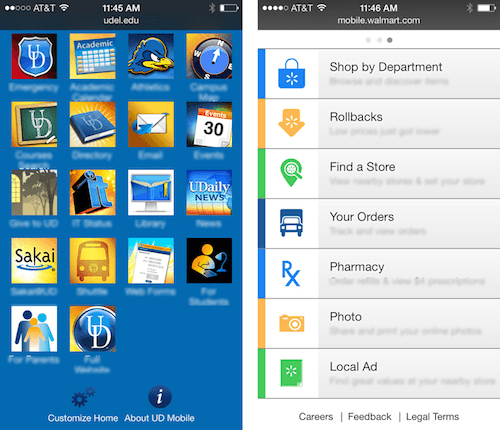 AT&T 11:45 AM
udel.edu
UD Academic
Emergency Academic Calendar Athletics Campus Map
UD Events 30
Courses Search Directory Email Events
it UDaily NEWS
Give to UD IT Status Library News
Sakai
Sakai@UD Shuttle Web Forms For Students
UD
For Parents Full Website
i
Customize Home About UD Mobile
AT&T 11:46 AM
mobile.walmart.com
Shop by Department
Browse and discover items
Rollbacks
Low prices just got lower
Find a Store
View nearby stores & set your store
Your Orders
Track and view orders
Rx Pharmacy
Order refills & view $4 prescriptions
Photo
Share and print your online photos
Local Ad
Find great values at your nearby store
Careers | Feedback | Legal Terms